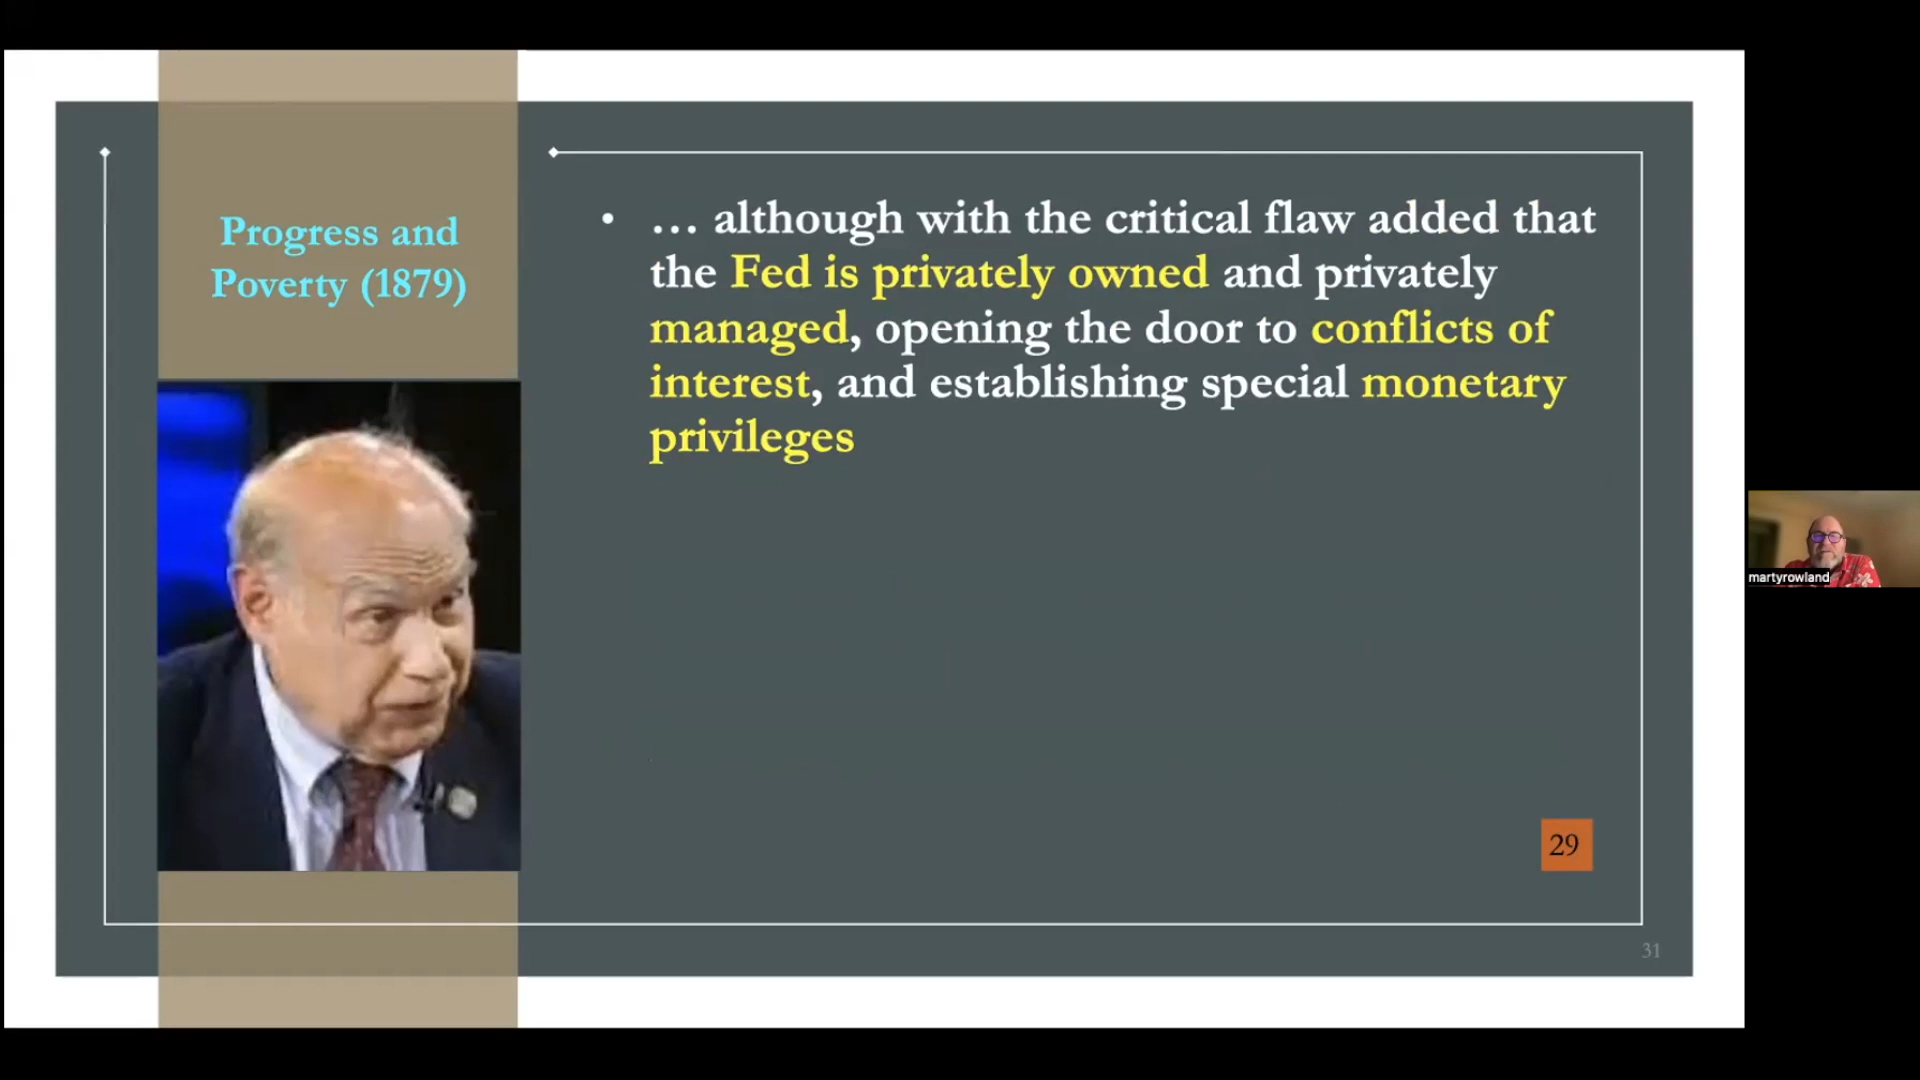 Progress and
Poverty (1879)
• … although with the critical flaw added that
the Fed is privately owned and privately
managed, opening the door to conflicts of
interest, and establishing special monetary
privileges
29
31
martyrowland